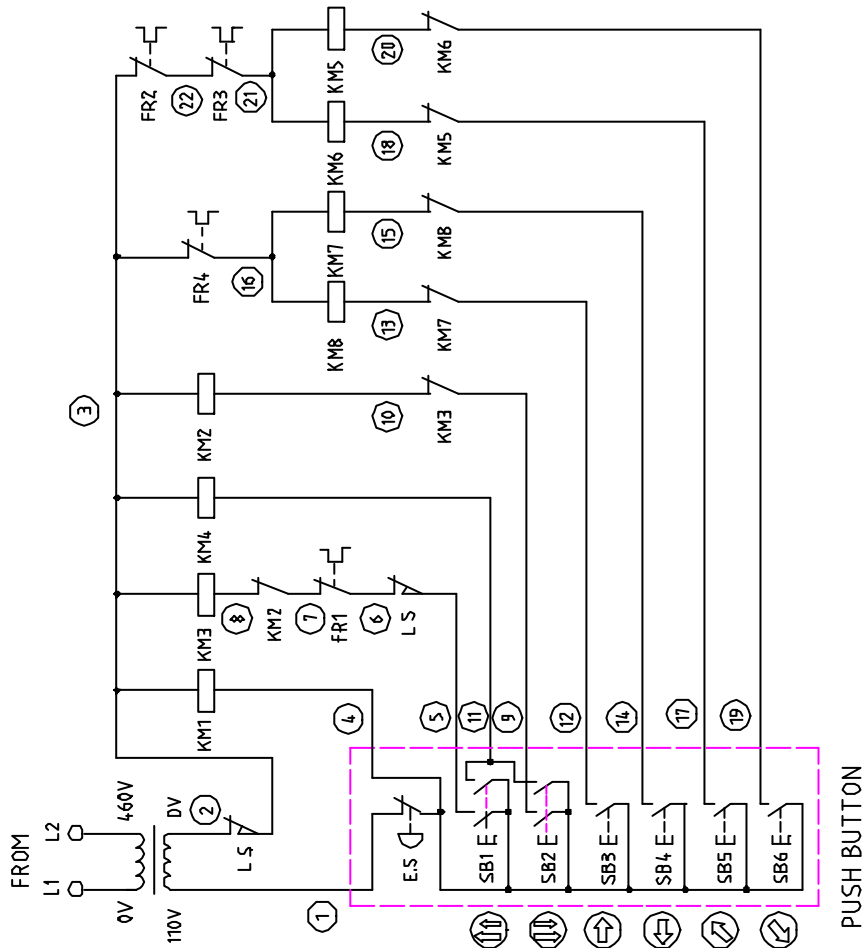 FROM
L1
L2
0V
460V
110V
DV
2
L S
1
3
KM1
KM3
KM4
KM2
8
KM2
7
FR1
6
L S
10
KM3
FR4
16
KM8
KM7
13
KM7
15
KM8
FR2
22
FR3
21
KM6
KM5
18
KM5
20
KM6
4
5
11
9
12
14
17
19
E.S
SB1
SB2
SB3
SB4
SB5
SB6
PUSH BUTTON